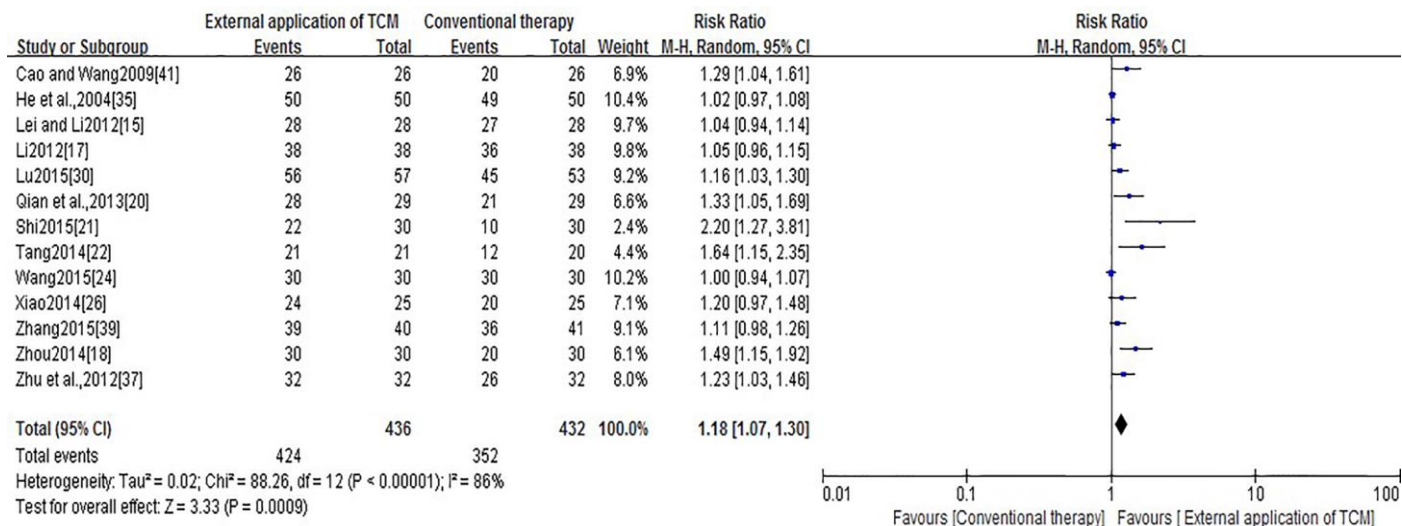 External application of TCM Conventional therapy Risk Ratio Risk Ratio
Study or Subgroup Events Total Events Total Weight M-H, Random, 95% CI M-H, Random, 95% CI
Cao and Wang2009[41] 26 26 20 26 6.9% 1.29 [1.04, 1.61]
He et al.,2004[35] 50 50 49 50 10.4% 1.02 [0.97, 1.08]
Lei and Li2012[15] 28 28 27 28 9.7% 1.04 [0.94, 1.14]
Li2012[17] 38 38 36 38 9.8% 1.05 [0.96, 1.15]
Lu2015[30] 56 57 45 53 9.2% 1.16 [1.03, 1.30]
Qian et al.,2013[20] 28 29 21 29 6.6% 1.33 [1.05, 1.69]
Shi2015[21] 22 30 10 30 2.4% 2.20 [1.27, 3.81]
Tang2014[22] 21 21 12 20 4.4% 1.64 [1.15, 2.35]
Wang2015[24] 30 30 30 30 10.2% 1.00 [0.94, 1.07]
Xiao2014[26] 24 25 20 25 7.1% 1.20 [0.97, 1.48]
Zhang2015[39] 39 40 36 41 9.1% 1.11 [0.98, 1.26]
Zhou2014[18] 30 30 20 30 6.1% 1.49 [1.15, 1.92]
Zhu et al.,2012[37] 32 32 26 32 8.0% 1.23 [1.03, 1.46]
Total (95% CI) 436 432 100.0% 1.18 [1.07, 1.30]
Total events 424 352
Heterogeneity: Tau² = 0.02; Chi² = 88.26, df = 12 (P < 0.00001); I² = 86%
Test for overall effect: Z = 3.33 (P = 0.0009)
0.01 0.1 1 10 100
Favours [Conventional therapy] Favours [ External application of TCM]